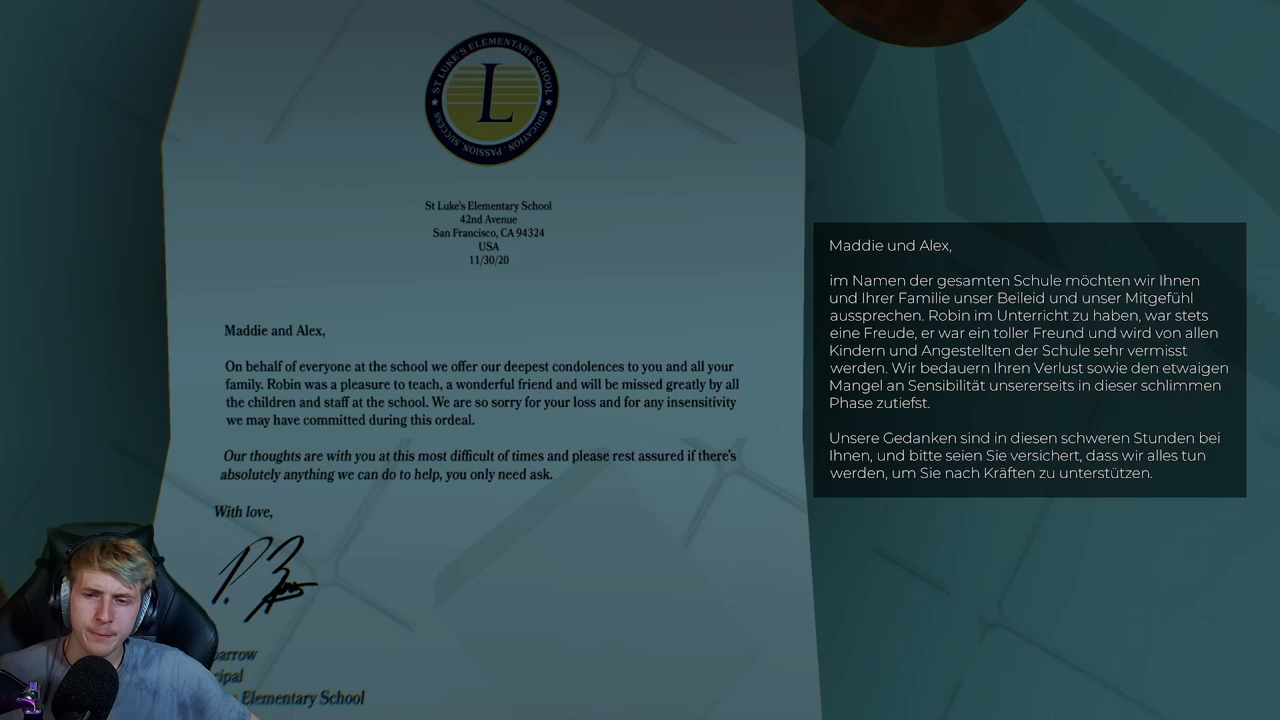 ST LUKE'S ELEMENTARY SCHOOL
L
EDUCATION, PASSION, SUCCESS
St Luke's Elementary School
42nd Avenue
San Francisco, CA 94324
USA
11/30/20
Maddie and Alex,
On behalf of everyone at the school we offer our deepest condolences to you and all your
family. Robin was a pleasure to teach, a wonderful friend and will be missed greatly by all
the children and staff at the school. We are so sorry for your loss and for any insensitivity
we may have committed during this ordeal.
Our thoughts are with you at this most difficult of times and please rest assured if there's
absolutely anything we can do to help, you only need ask.
With love,
Elementary School
Maddie und Alex,
im Namen der gesamten Schule möchten wir Ihnen
und Ihrer Familie unser Beileid und unser Mitgefühl
aussprechen. Robin im Unterricht zu haben, war stets
eine Freude, er war ein toller Freund und wird von allen
Kindern und Angestellten der Schule sehr vermisst
werden. Wir bedauern Ihren Verlust sowie den etwaigen
Mangel an Sensibilität unsererseits in dieser schlimmen
Phase zutiefst.
Unsere Gedanken sind in diesen schweren Stunden bei
Ihnen, und bitte seien Sie versichert, dass wir alles tun
werden, um Sie nach Kräften zu unterstützen.